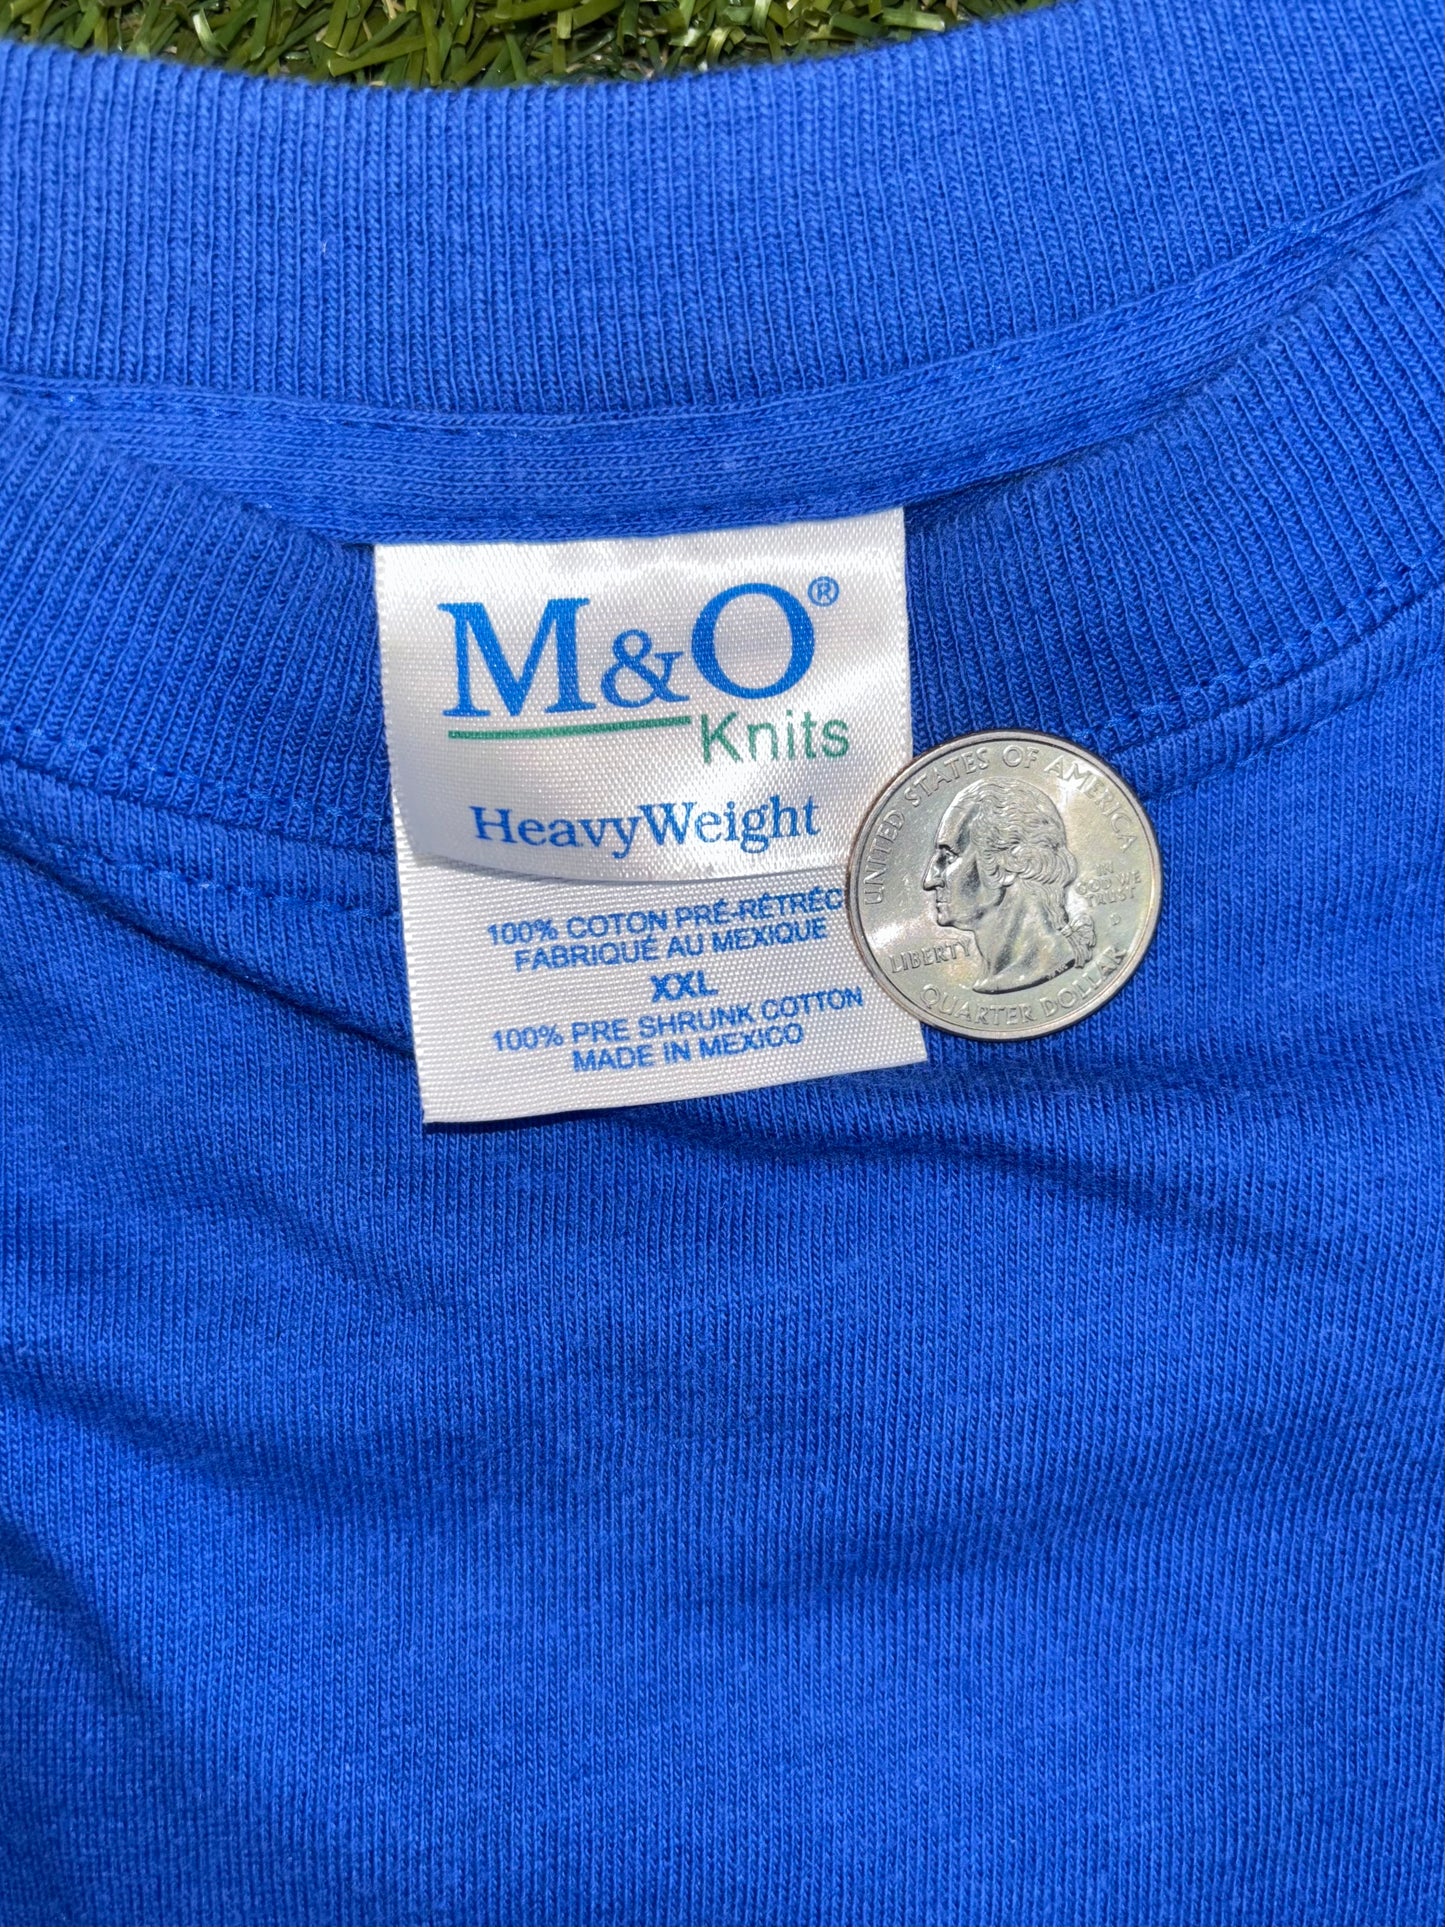 M&O®
Knits
HeavyWeight
100% COTON PRÉ-RÉTRÉC
FABRIQUÉ AU MEXIQUE
XXL
100% PRE SHRUNK COTTON
MADE IN MEXICO
UNITED STATES OF AMERICA
IN
GOD WE
TRUST
D
LIBERTY
QUARTER DOLLAR